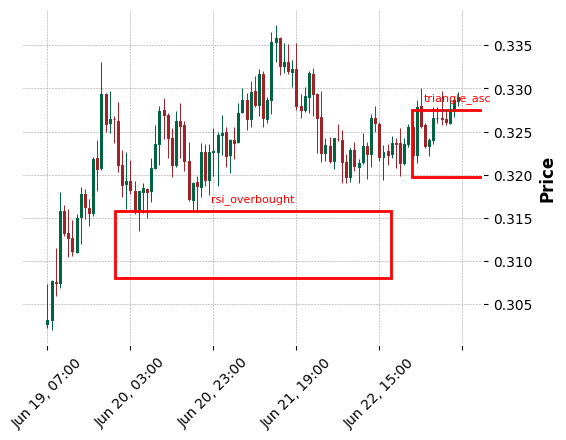 0.335
0.330
triangle_asc
0.325
0.320
rsi_overbought
0.315
0.310
0.305
Price
Jun 19, 07:00
Jun 20, 03:00
Jun 20, 23:00
Jun 21, 19:00
Jun 22, 15:00